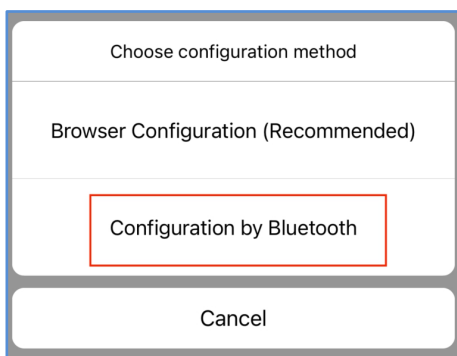 Choose configuration method
Browser Configuration (Recommended)
Configuration by Bluetooth
Cancel